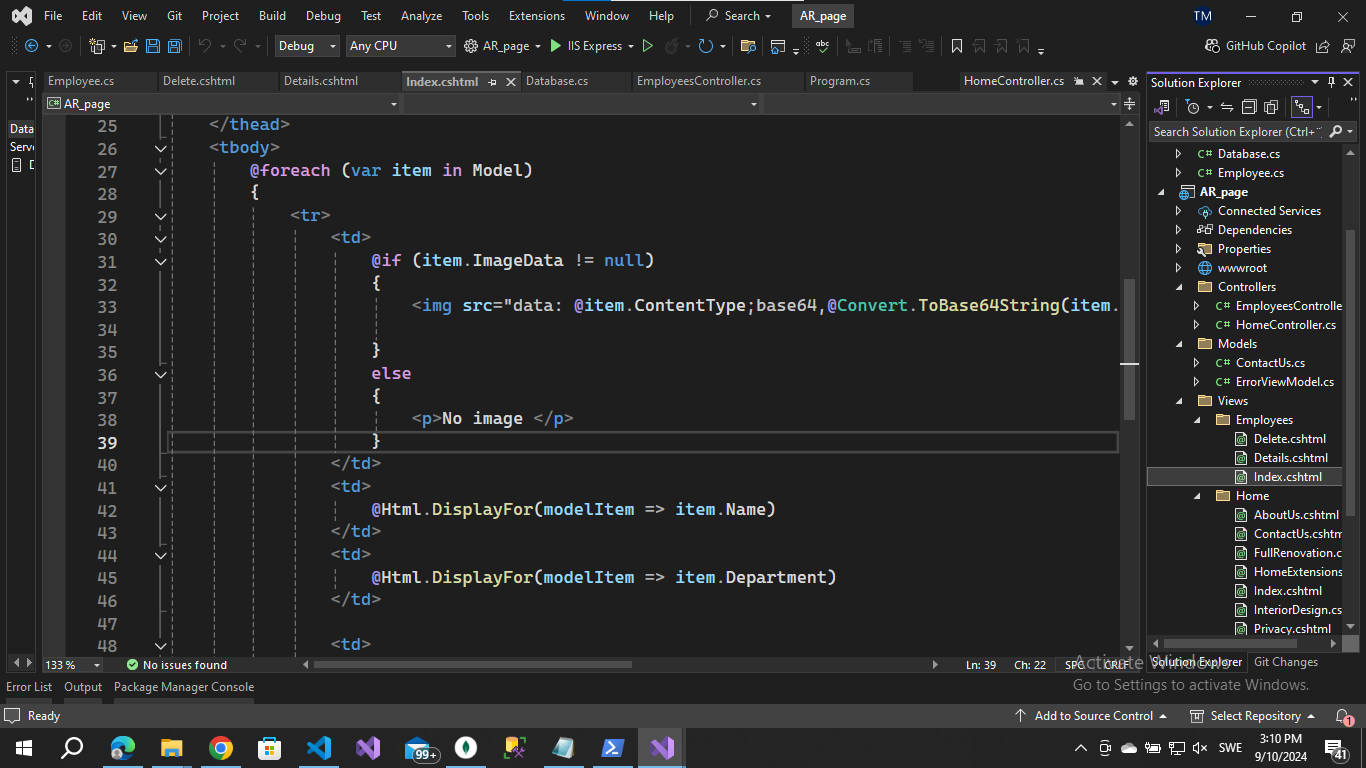 File Edit View Git Project Build Debug Test Analyze Tools Extensions Window Help Search AR_page TM
Debug Any CPU AR_page IIS Express GitHub Copilot
Employee.cs Delete.cshtml Details.cshtml Index.cshtml Database.cs EmployeesController.cs Program.cs HomeController.cs
AR_page
Data
Serv
25 </thead>
26 <tbody>
27 @foreach (var item in Model)
28 {
29 <tr>
30 <td>
31 @if (item.ImageData != null)
32 {
33 <img src="data: @item.ContentType;base64,@Convert.ToBase64String(item.
34
35 }
36 else
37 {
38 <p>No image </p>
39 }
40 </td>
41 <td>
42 @Html.DisplayFor(modelItem => item.Name)
43 </td>
44 <td>
45 @Html.DisplayFor(modelItem => item.Department)
46 </td>
47
48 <td>
133 % No issues found Ln: 39 Ch: 22 SPC CRLF
Solution Explorer
Search Solution Explorer (Ctrl+
C# Database.cs
C# Employee.cs
AR_page
Connected Services
Dependencies
Properties
wwwroot
Controllers
C# EmployeesControlle
C# HomeController.cs
Models
C# ContactUs.cs
C# ErrorViewModel.cs
Views
Employees
Delete.cshtml
Details.cshtml
Index.cshtml
Home
AboutUs.cshtml
ContactUs.cshtm
FullRenovation.c
HomeExtensions
Index.cshtml
InteriorDesign.cs
Privacy.cshtml
Solution Explorer Git Changes
Activate Windows
Go to Settings to activate Windows.
Error List Output Package Manager Console
Ready Add to Source Control Select Repository 1
99+ SWE 3:10 PM
9/10/2024 41